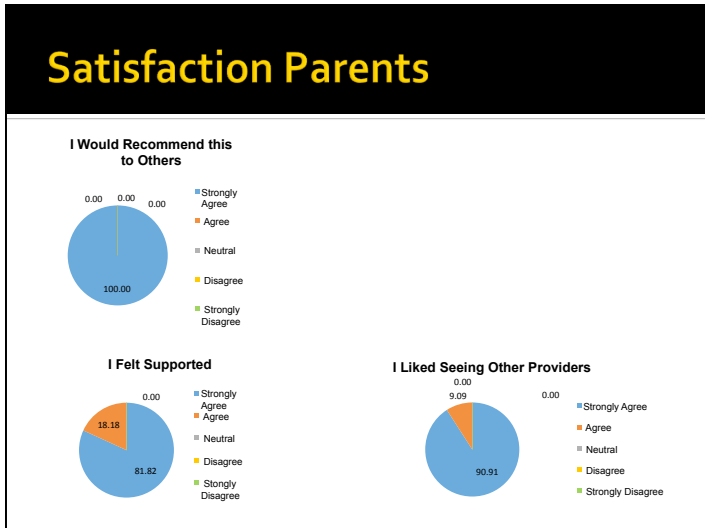 Satisfaction Parents
I Would Recommend this
to Others
0.00 0.00 0.00
100.00
Strongly
Agree
Agree
Neutral
Disagree
Strongly
Disagree
I Felt Supported
0.00
18.18
81.82
Strongly
Agree
Agree
Neutral
Disagree
Stongly
Disagree
I Liked Seeing Other Providers
0.00
9.09
0.00
90.91
Strongly Agree
Agree
Neutral
Disagree
Strongly Disagree